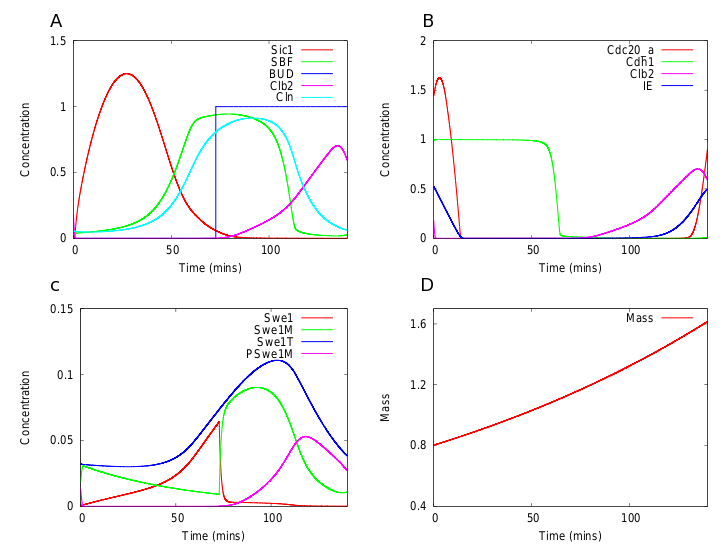 A
1.5
1
0.5
0
0
50
100
Concentration
Time (mins)
Sic1
SBF
BUD
Clb2
Cln
B
2
1.5
1
0.5
0
0
50
100
Concentration
Time (mins)
Cdc20_a
Cdh1
Clb2
IE
c
0.15
0.1
0.05
0
0
50
100
Concentration
Time (mins)
Swe1
Swe1M
Swe1T
PSwe1M
D
1.6
1.2
0.8
0.4
0
50
100
Mass
Time (mins)
Mass